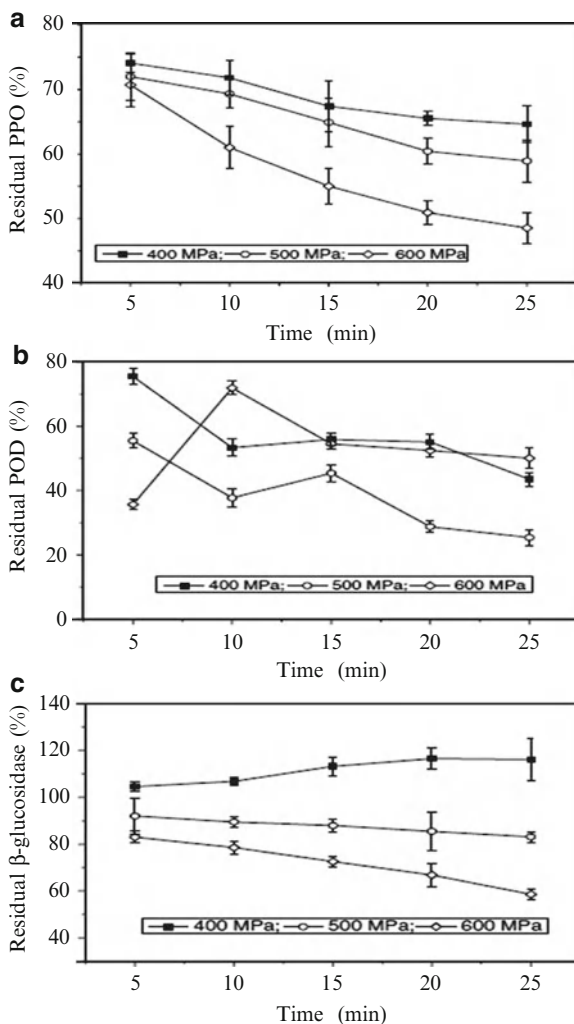 a
80
70
60
50
40
Residual PPO (%)
400 MPa; 500 MPa; 600 MPa
5 10 15 20 25
Time (min)
b
80
60
40
20
0
Residual POD (%)
400 MPa; 500 MPa; 600 MPa
5 10 15 20 25
Time (min)
c
140
120
100
80
60
40
Residual β-glucosidase (%)
400 MPa; 500 MPa; 600 MPa
5 10 15 20 25
Time (min)